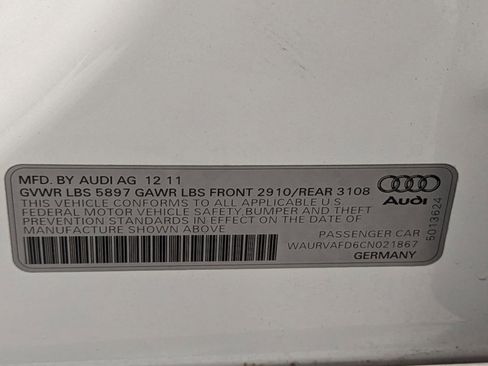 MFD. BY AUDI AG 12 11
GVWR LBS 5897 GAWR LBS FRONT 2910/REAR 3108
THIS VEHICLE CONFORMS TO ALL APPLICABLE U S
FEDERAL MOTOR VEHICLE SAFETY, BUMPER AND THEFT
PREVENTION STANDARDS IN EFFECT ON THE DATE OF
MANUFACTURE SHOWN ABOVE
PASSENGER CAR
WAURVAFD6CN021867
GERMANY
Audi
5013624